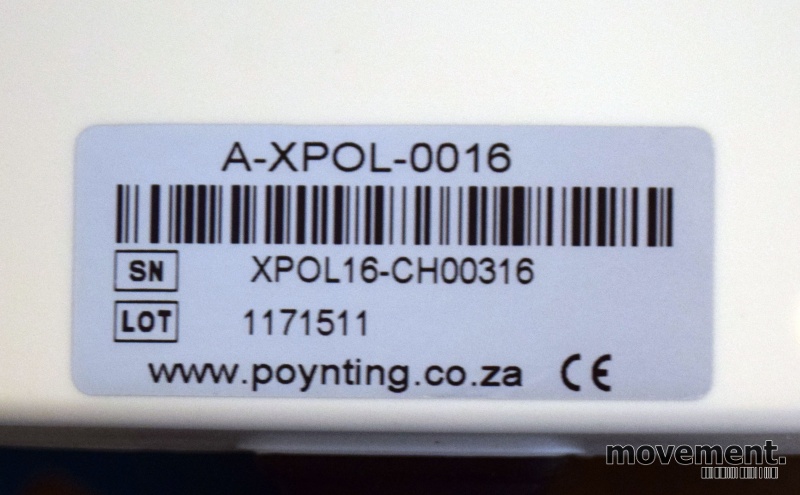 A-XPOL-0016
SN XPOL16-CH00316
LOT 1171511
www.poynting.co.za CE
movement.